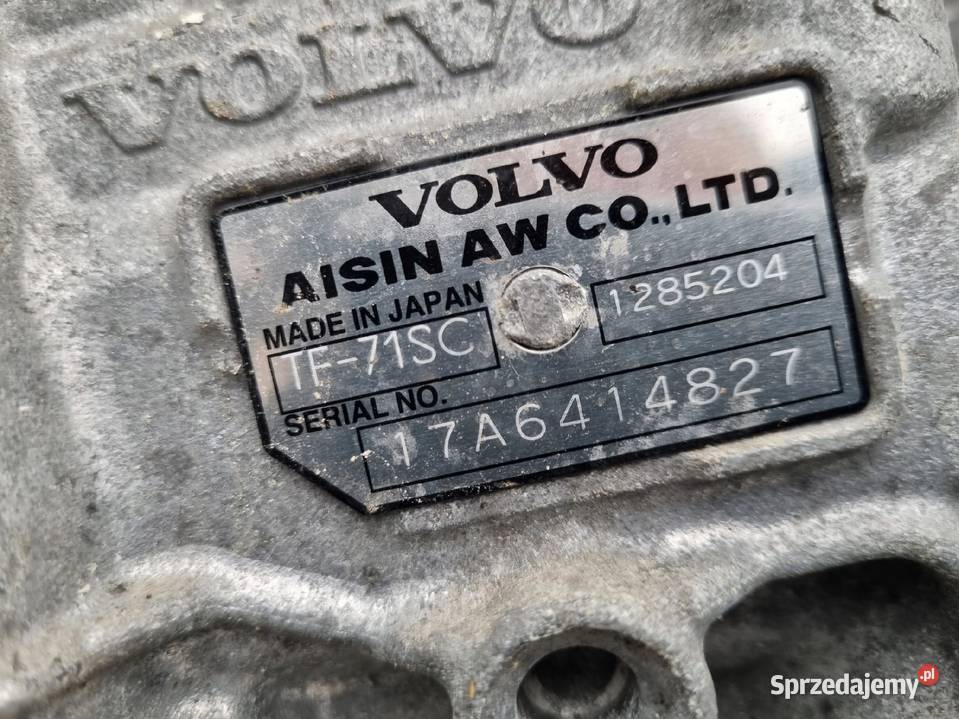 VOLVO
VOLVO
AISIN AW CO., LTD.
MADE IN JAPAN
1285204
TF-71SC
SERIAL NO.
17A6414827
Sprzedajemy.pl